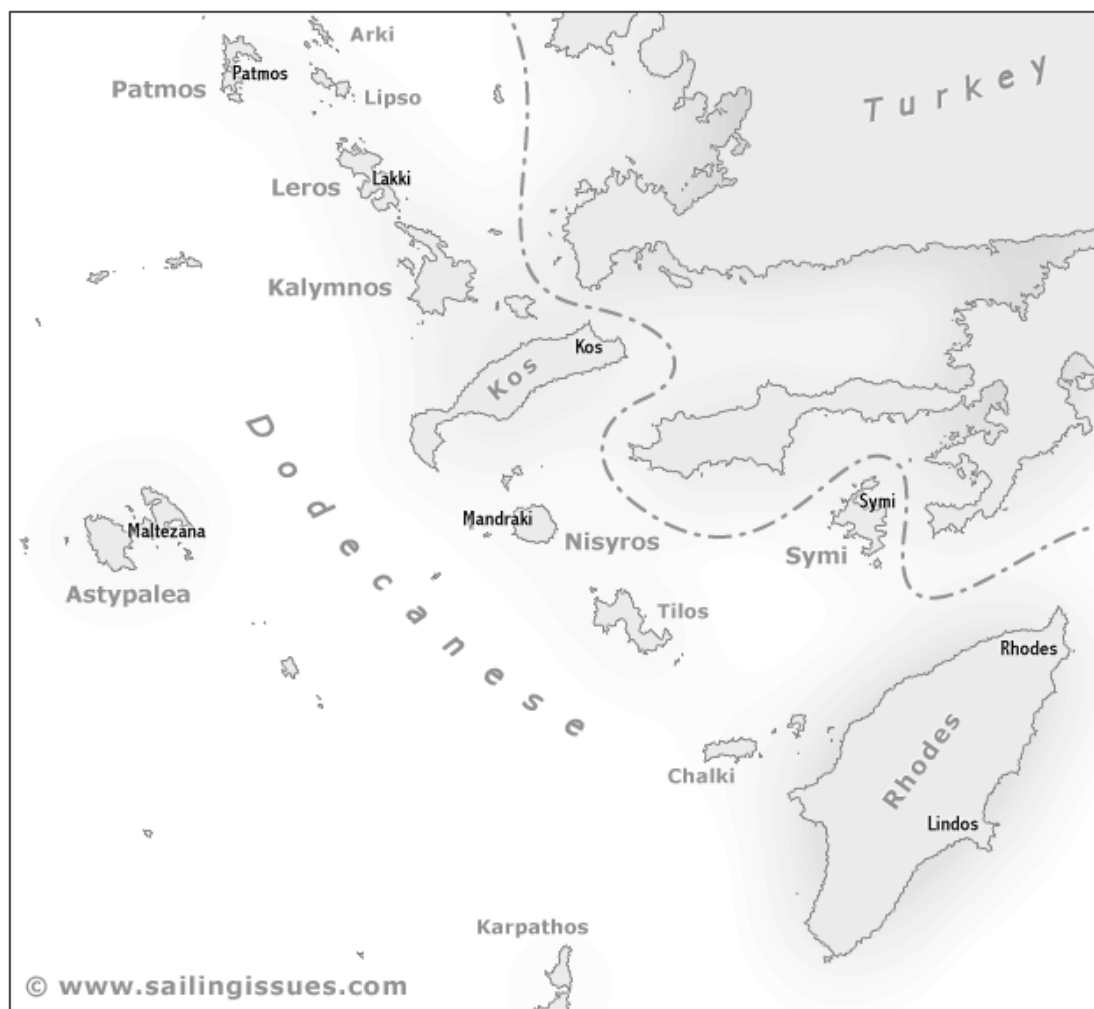 Arki
Patmos
Patmos
Lipso
Turkey
Lakki
Leros
Kalymnos
Kos
Kos
Dodecanese
Maltezana
Astypalea
Mandraki
Nisyros
Symi
Symi
Tilos
Rhodes
Rhodes
Chalki
Lindos
Karpathos
© www.sailingissues.com